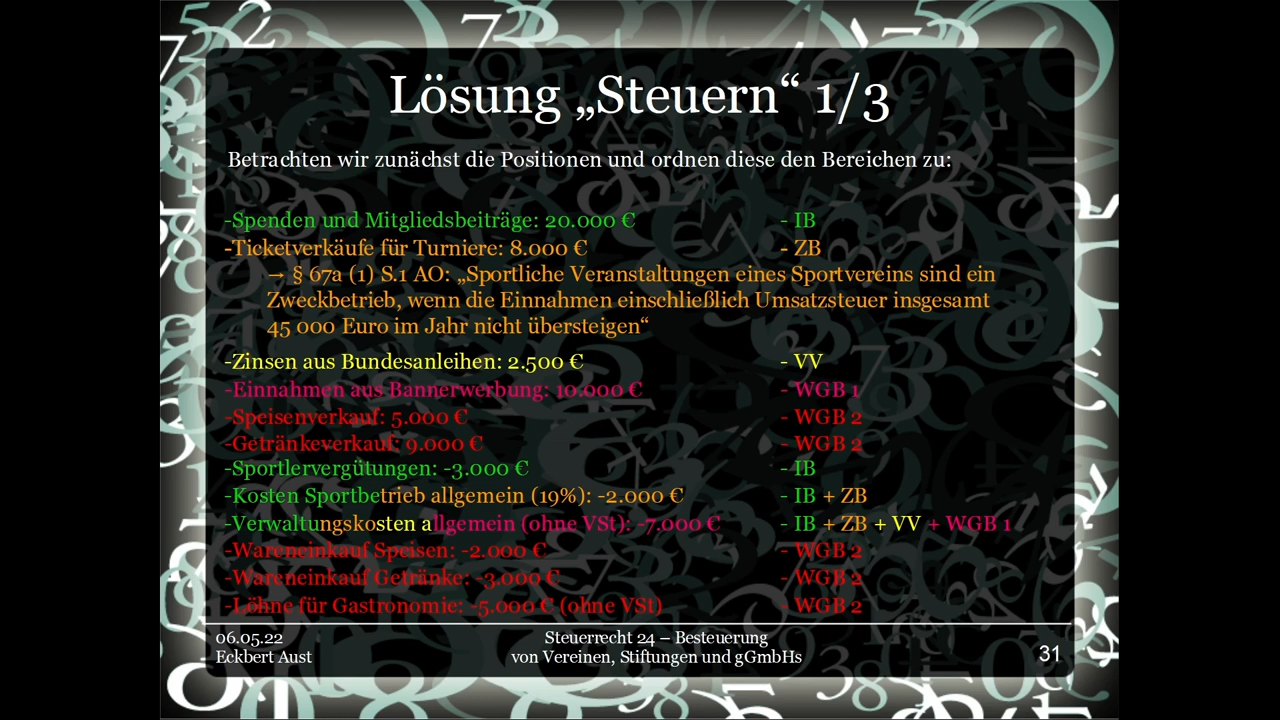 Lösung „Steuern“ 1/3
Betrachten wir zunächst die Positionen und ordnen diese den Bereichen zu:
-Spenden und Mitgliedsbeiträge: 20.000 € - IB
-Ticketverkäufe für Turniere: 8.000 € - ZB
→ § 67a (1) S.1 AO: „Sportliche Veranstaltungen eines Sportvereins sind ein
Zweckbetrieb, wenn die Einnahmen einschließlich Umsatzsteuer insgesamt
45 000 Euro im Jahr nicht übersteigen“
-Zinsen aus Bundesanleihen: 2.500 € - VV
-Einnahmen aus Bannerwerbung: 10.000 € - WGB 1
-Speisenverkauf: 5.000 € - WGB 2
-Getränkeverkauf: 9.000 € - WGB 2
-Sportlervergütungen: -3.000 € - IB
-Kosten Sportbetrieb allgemein (19%): -2.000 € - IB + ZB
-Verwaltungskosten allgemein (ohne VSt): -7.000 € - IB + ZB + VV + WGB 1
-Wareneinkauf Speisen: -2.000 € - WGB 2
-Wareneinkauf Getränke: -3.000 € - WGB 2
-Löhne für Gastronomie: -5.000 € (ohne VSt) - WGB 2
06.05.22
Eckbert Aust
Steuerrecht 24 – Besteuerung
von Vereinen, Stiftungen und gGmbHs
31